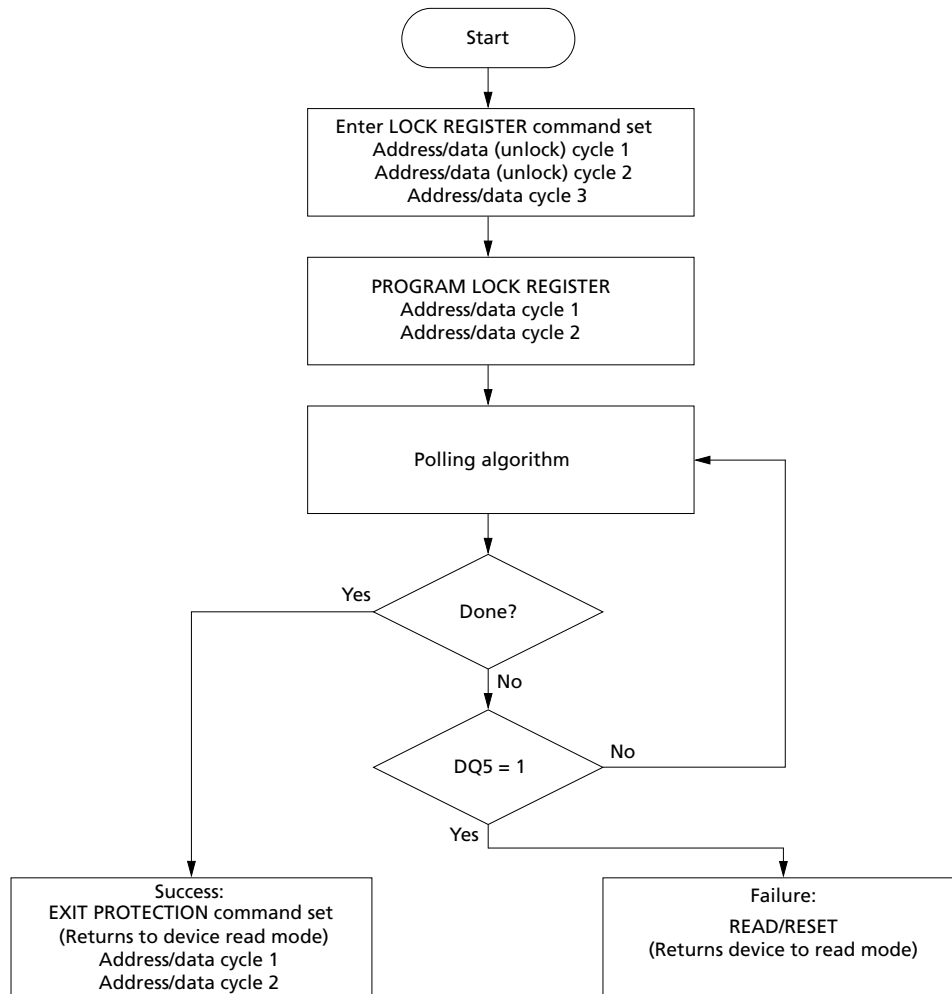 Start
Enter LOCK REGISTER command set
Address/data (unlock) cycle 1
Address/data (unlock) cycle 2
Address/data cycle 3
PROGRAM LOCK REGISTER
Address/data cycle 1
Address/data cycle 2
Polling algorithm
Yes
Done?
No
DQ5 = 1
No
Yes
Success:
EXIT PROTECTION command set
(Returns to device read mode)
Address/data cycle 1
Address/data cycle 2
Failure:
READ/RESET
(Returns device to read mode)